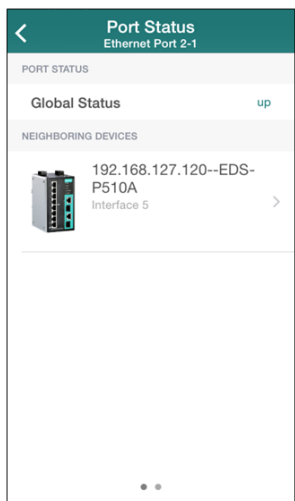 Port Status
Ethernet Port 2-1
PORT STATUS
Global Status up
NEIGHBORING DEVICES
192.168.127.120--EDS-
P510A
Interface 5